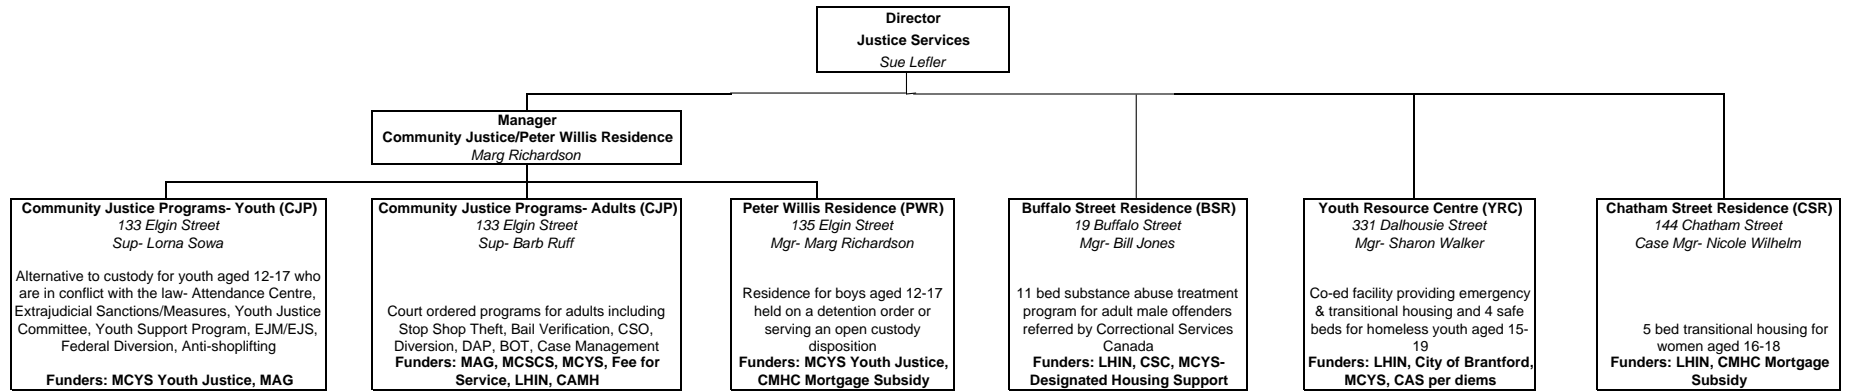 Director
Justice Services
Sue Lefler
Manager
Community Justice/Peter Willis Residence
Marg Richardson
Community Justice Programs- Youth (CJP)
133 Elgin Street
Sup- Lorna Sowa
Alternative to custody for youth aged 12-17 who
are in conflict with the law- Attendance Centre,
Extrajudicial Sanctions/Measures, Youth Justice
Committee, Youth Support Program, EJM/EJS,
Federal Diversion, Anti-shoplifting
Funders: MCYS Youth Justice, MAG
Community Justice Programs- Adults (CJP)
133 Elgin Street
Sup- Barb Ruff
Court ordered programs for adults including
Stop Shop Theft, Bail Verification, CSO,
Diversion, DAP, BOT, Case Management
Funders: MAG, MCSCS, MCYS, Fee for
Service, LHIN, CAMH
Peter Willis Residence (PWR)
135 Elgin Street
Mgr- Marg Richardson
Residence for boys aged 12-17
held on a detention order or
serving an open custody
disposition
Funders: MCYS Youth Justice,
CMHC Mortgage Subsidy
Buffalo Street Residence (BSR)
19 Buffalo Street
Mgr- Bill Jones
11 bed substance abuse treatment
program for adult male offenders
referred by Correctional Services
Canada
Funders: LHIN, CSC, MCYS-
Designated Housing Support
Youth Resource Centre (YRC)
331 Dalhousie Street
Mgr- Sharon Walker
Co-ed facility providing emergency
& transitional housing and 4 safe
beds for homeless youth aged 15-
19
Funders: LHIN, City of Brantford,
MCYS, CAS per diems
Chatham Street Residence (CSR)
144 Chatham Street
Case Mgr- Nicole Wilhelm
5 bed transitional housing for
women aged 16-18
Funders: LHIN, CMHC Mortgage
Subsidy